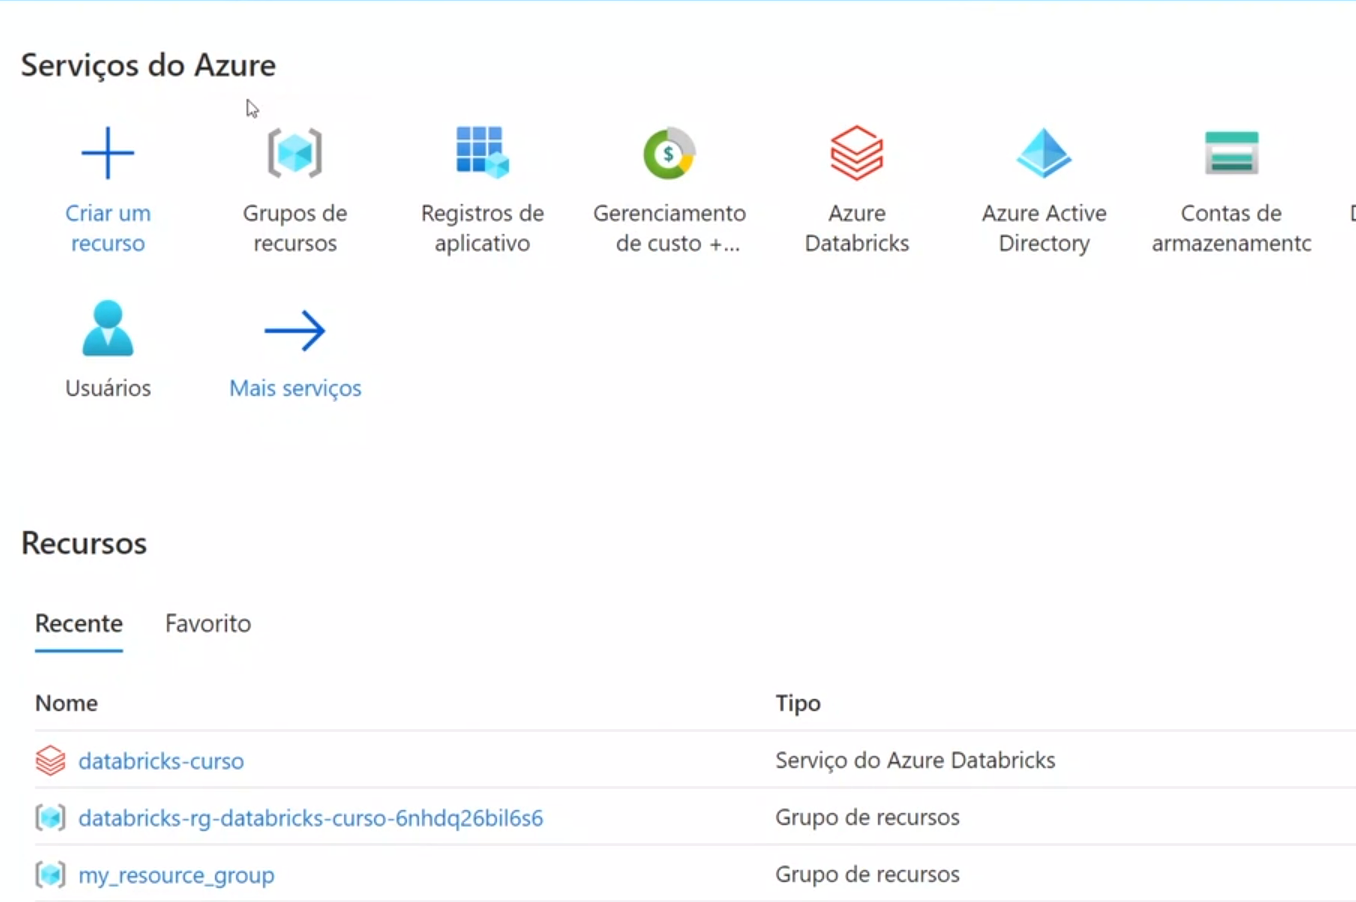 Serviços do Azure
Criar um
recurso
Grupos de
recursos
Registros de
aplicativo
$
Gerenciamento
de custo +...
Azure
Databricks
Azure Active
Directory
Contas de
armazenamentc
Usuários
Mais serviços
Recursos
Recente Favorito
Nome Tipo
databricks-curso Serviço do Azure Databricks
databricks-rg-databricks-curso-6nhdq26bil6s6 Grupo de recursos
my_resource_group Grupo de recursos